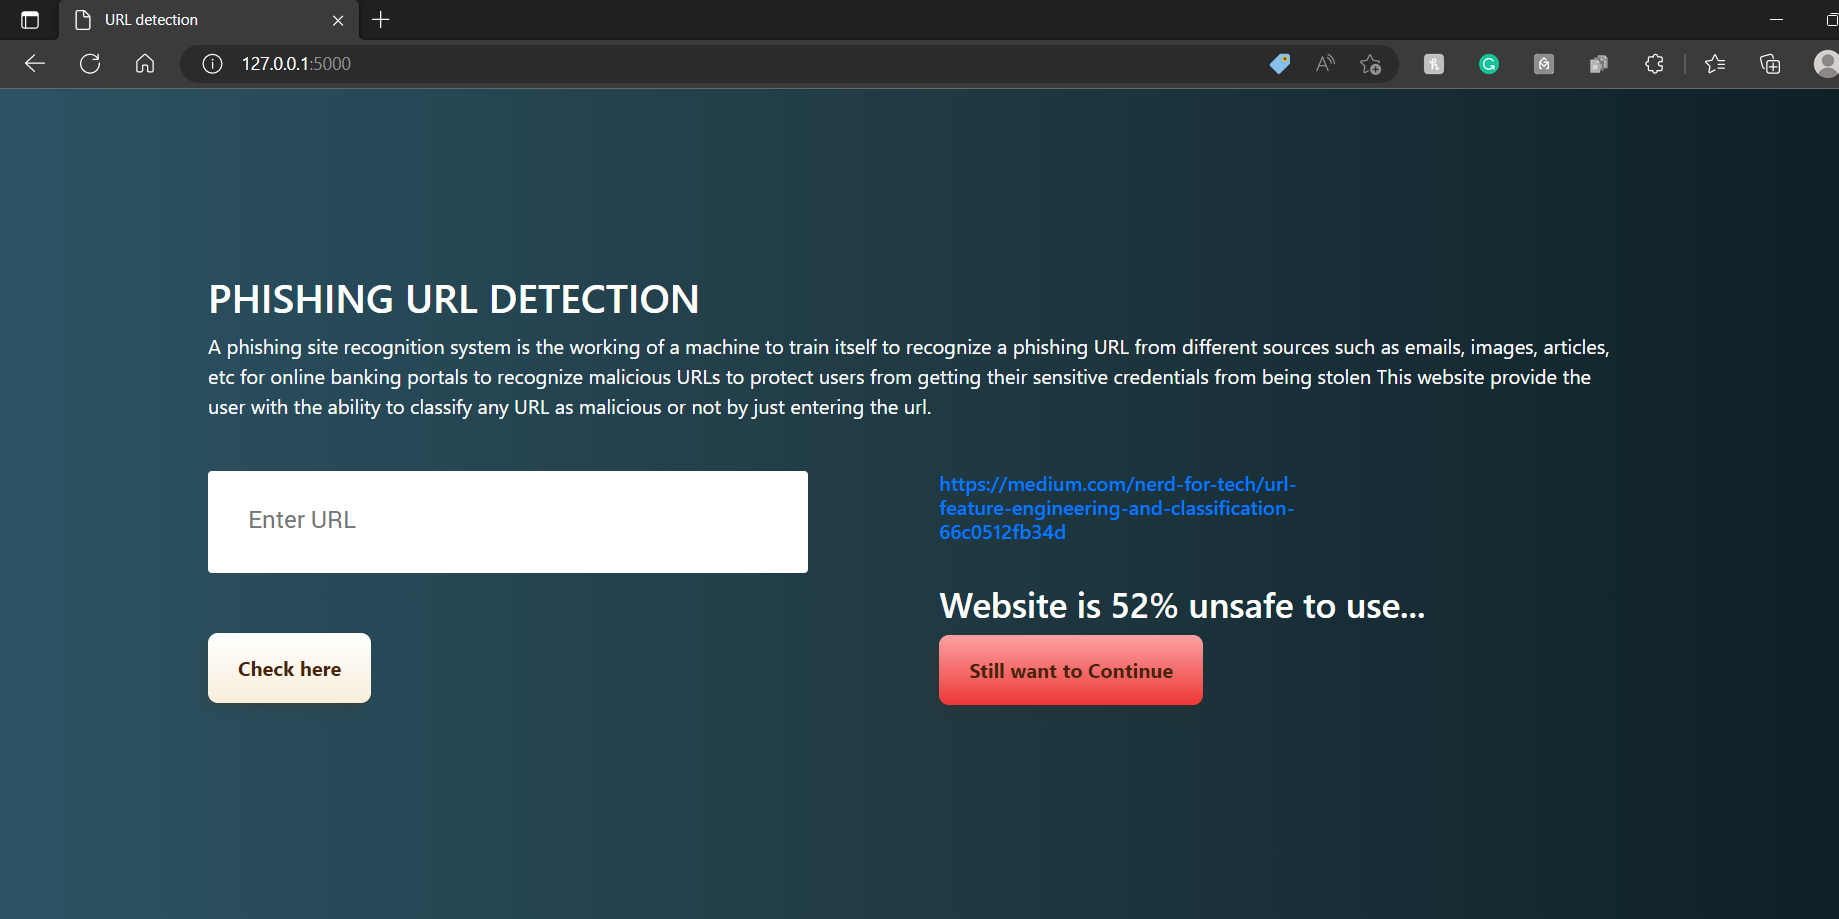 URL detection
127.0.0.1:5000
PHISHING URL DETECTION
A phishing site recognition system is the working of a machine to train itself to recognize a phishing URL from different sources such as emails, images, articles,
etc for online banking portals to recognize malicious URLs to protect users from getting their sensitive credentials from being stolen This website provide the
user with the ability to classify any URL as malicious or not by just entering the url.
Enter URL
Check here
https://medium.com/nerd-for-tech/url-
feature-engineering-and-classification-
66c0512fb34d
Website is 52% unsafe to use...
Still want to Continue